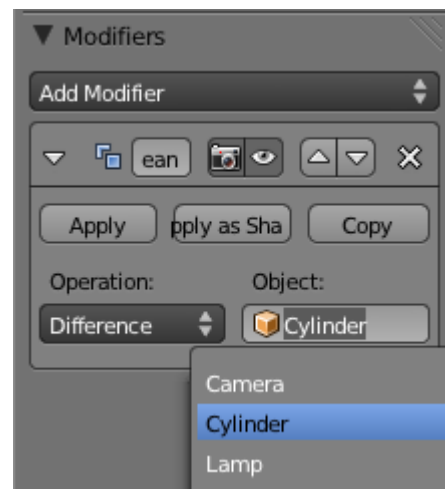 Modifiers
Add Modifier
ean
Apply
pply as Sha
Copy
Operation:
Object:
Difference
Cylinder
Camera
Cylinder
Lamp